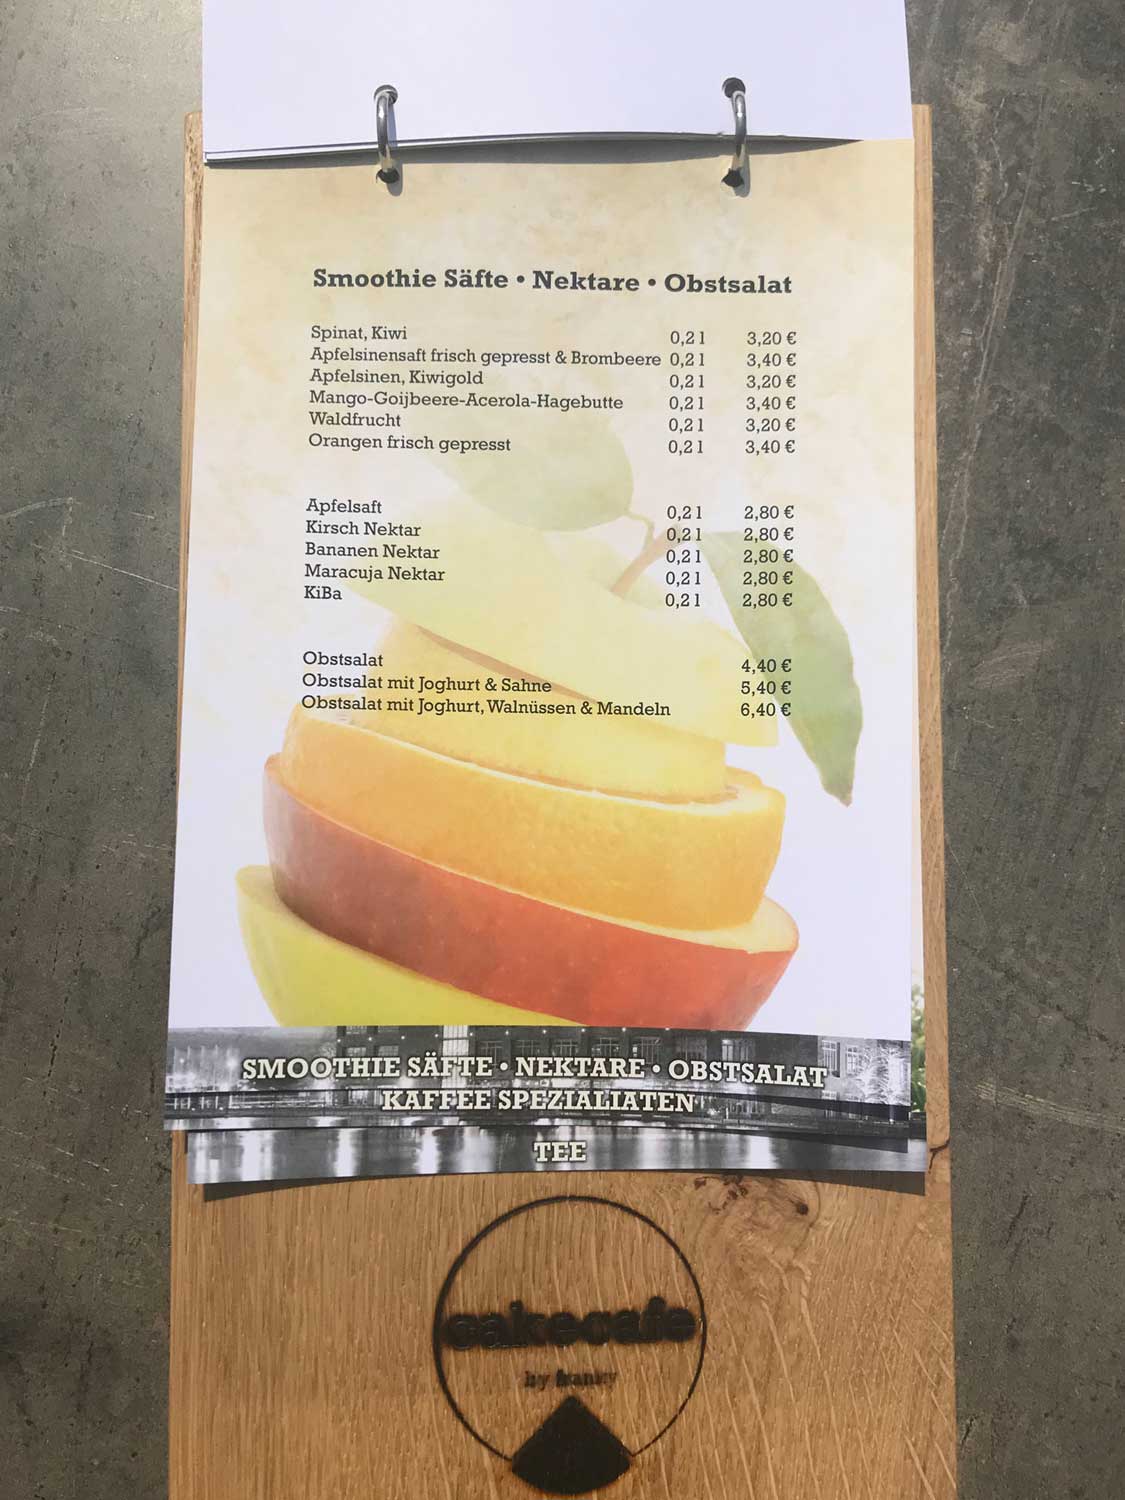 Smoothie Säfte • Nektare • Obstsalat
Spinat, Kiwi 0,2 l 3,20 €
Apfelsinensaft frisch gepresst & Brombeere 0,2 l 3,40 €
Apfelsinen, Kiwigold 0,2 l 3,20 €
Mango-Goijbeere-Acerola-Hagebutte 0,2 l 3,40 €
Waldfrucht 0,2 l 3,20 €
Orangen frisch gepresst 0,2 l 3,40 €
Apfelsaft 0,2 l 2,80 €
Kirsch Nektar 0,2 l 2,80 €
Bananen Nektar 0,2 l 2,80 €
Maracuja Nektar 0,2 l 2,80 €
KiBa 0,2 l 2,80 €
Obstsalat 4,40 €
Obstsalat mit Joghurt & Sahne 5,40 €
Obstsalat mit Joghurt, Walnüssen & Mandeln 6,40 €
SMOOTHIE SÄFTE • NEKTARE • OBSTSALAT
KAFFEE SPEZIALIATEN
TEE
cakecafe
by franky